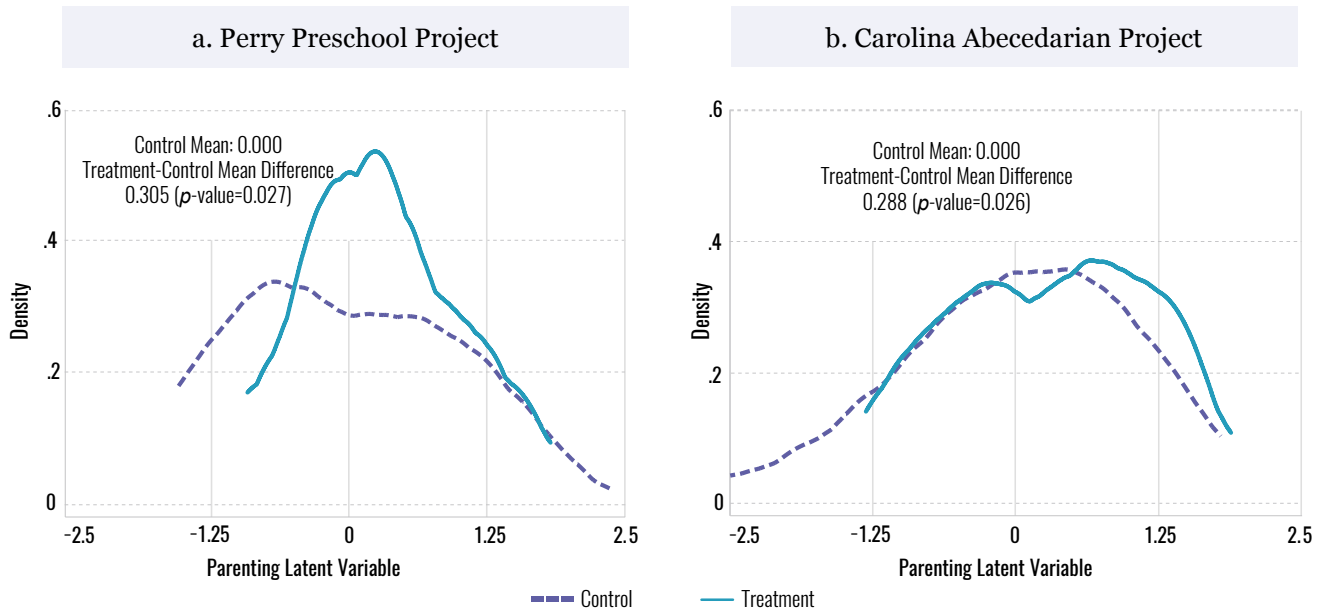 a. Perry Preschool Project
b. Carolina Abecedarian Project
.6
Control Mean: 0.000
Treatment-Control Mean Difference
0.305 (p-value=0.027)
.4
Density
.2
0
−2.5
−1.25
0
1.25
2.5
Parenting Latent Variable
.6
Control Mean: 0.000
Treatment-Control Mean Difference
0.288 (p-value=0.026)
.4
Density
.2
0
−2.5
−1.25
0
1.25
2.5
Parenting Latent Variable
Control
Treatment